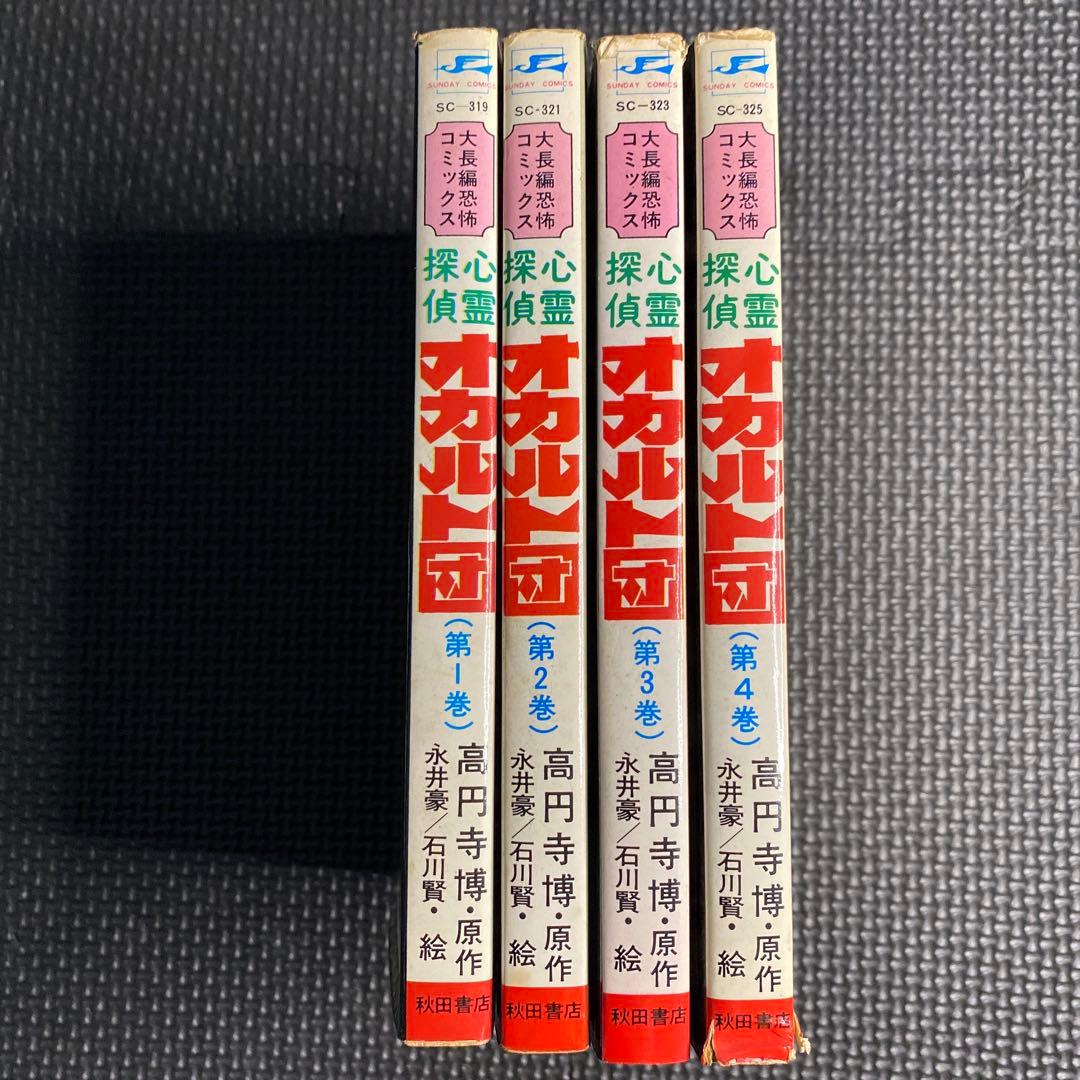 SUNDAY COMICS
SC-319
大長編恐怖
コミックス
心霊
探偵
オカルト団
(第1巻)
高円寺博・原作
永井豪/石川賢・絵
秋田書店
SUNDAY COMICS
SC-321
大長編恐怖
コミックス
心霊
探偵
オカルト団
(第2巻)
高円寺博・原作
永井豪/石川賢・絵
秋田書店
SUNDAY COMICS
SC-323
大長編恐怖
コミックス
心霊
探偵
オカルト団
(第3巻)
高円寺博・原作
永井豪/石川賢・絵
秋田書店
SUNDAY COMICS
SC-325
大長編恐怖
コミックス
心霊
探偵
オカルト団
(第4巻)
高円寺博・原作
永井豪/石川賢・絵
秋田書店